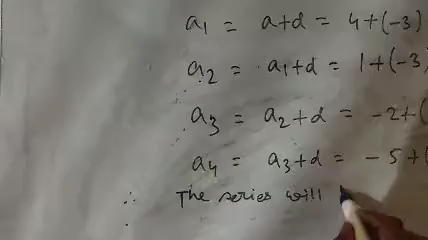 a₁ = a+d = 4+(-3)
a₂ = a₁+d = 1+(-3)
a₃ = a₂+d = -2+(
a₄ = a₃+d = -5+(
∴ The series will